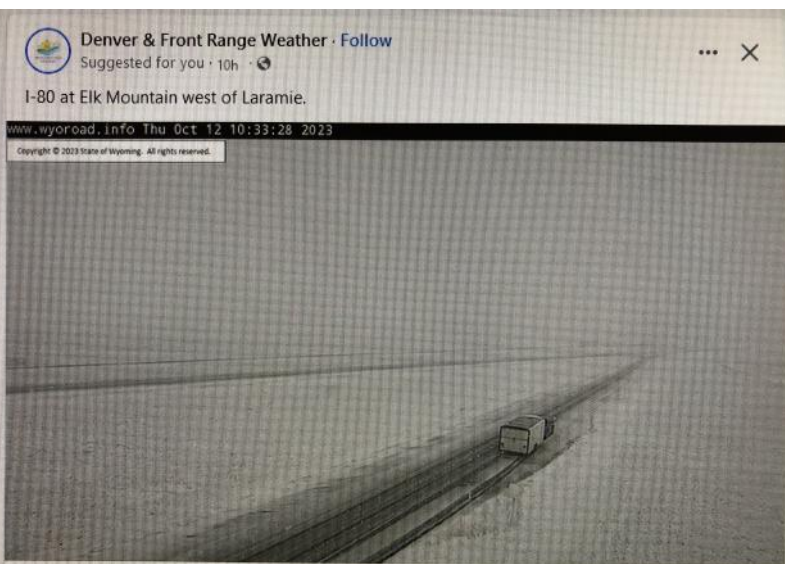 Denver & Front Range Weather · Follow
Suggested for you · 10h ·
I-80 at Elk Mountain west of Laramie.
www.wyoroad.info Thu Oct 12 10:33:28 2023
Copyright © 2023 State of Wyoming. All rights reserved.